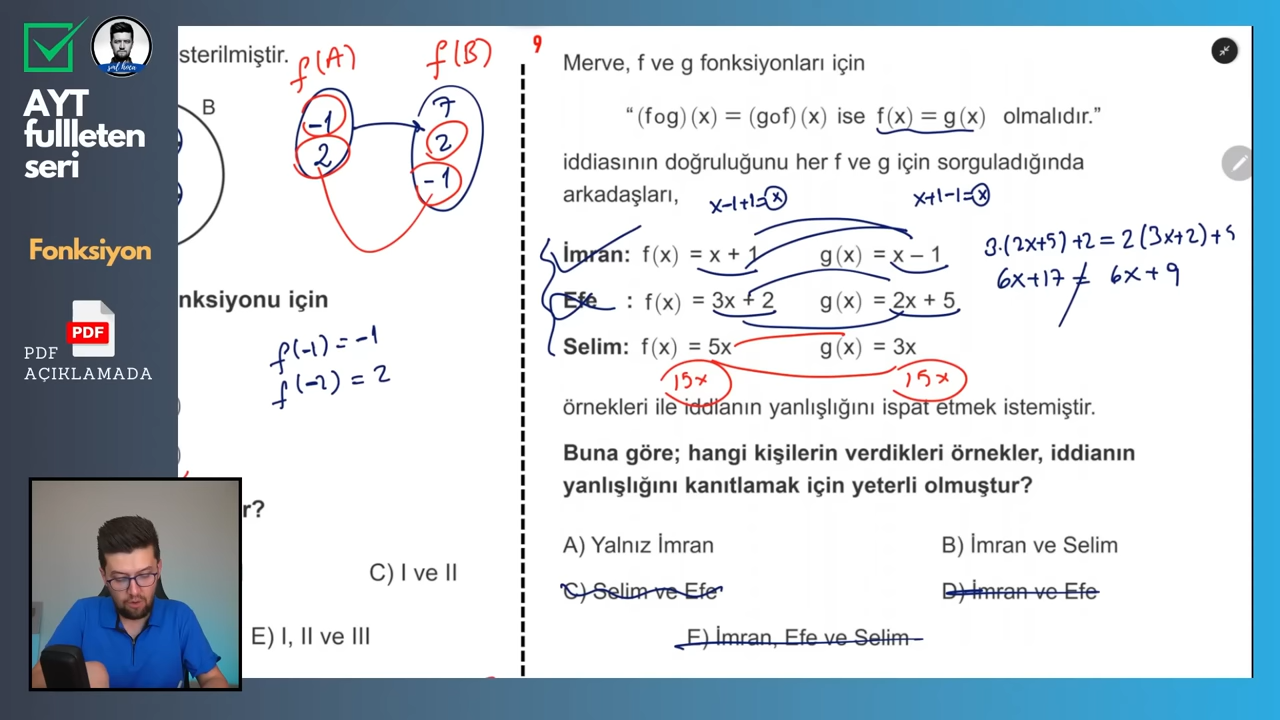 AYT
fullleten
seri
Fonksiyon
PDF
PDF
AÇIKLAMADA
sterilmiştir.
B
f(A)
f(B)
-1
2
7
2
-1
nksiyonu için
f(-1) = -1
f(-2) = 2
r?
C) I ve II
E) I, II ve III
9
Merve, f ve g fonksiyonları için
“(fog)(x) = (gof)(x) ise f(x) = g(x) olmalıdır.”
iddiasının doğruluğunu her f ve g için sorguladığında
arkadaşları,
x-1+1=x
x+1-1=x
İmran: f(x) = x + 1 g(x) = x – 1
3.(2x+5)+2 = 2(3x+2)+5
6x+17 ≠ 6x+9
Efe : f(x) = 3x + 2 g(x) = 2x + 5
Selim: f(x) = 5x g(x) = 3x
15x
15x
örnekleri ile iddianın yanlışlığını ispat etmek istemiştir.
Buna göre; hangi kişilerin verdikleri örnekler, iddianın
yanlışlığını kanıtlamak için yeterli olmuştur?
A) Yalnız İmran
B) İmran ve Selim
C) Selim ve Efe
D) İmran ve Efe
E) İmran, Efe ve Selim